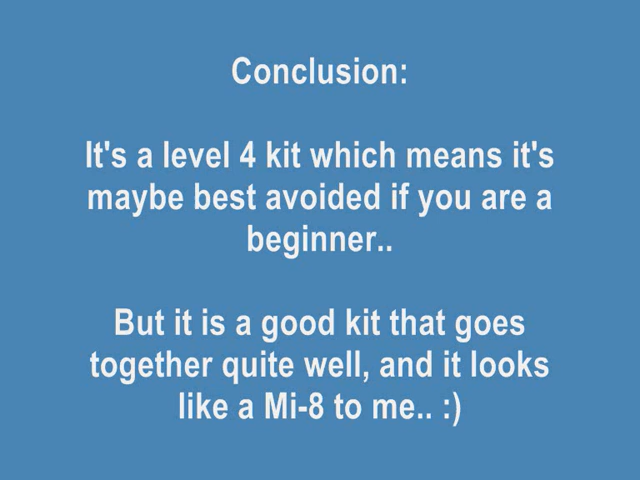 Conclusion:
It's a level 4 kit which means it's
maybe best avoided if you are a
beginner..
But it is a good kit that goes
together quite well, and it looks
like a Mi-8 to me.. :)